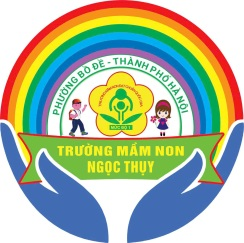 PHƯỜNG BỒ ĐỀ - THÀNH PHỐ HÀ NỘI
TRƯỜNG MẦM NON
NGỌC THỤY